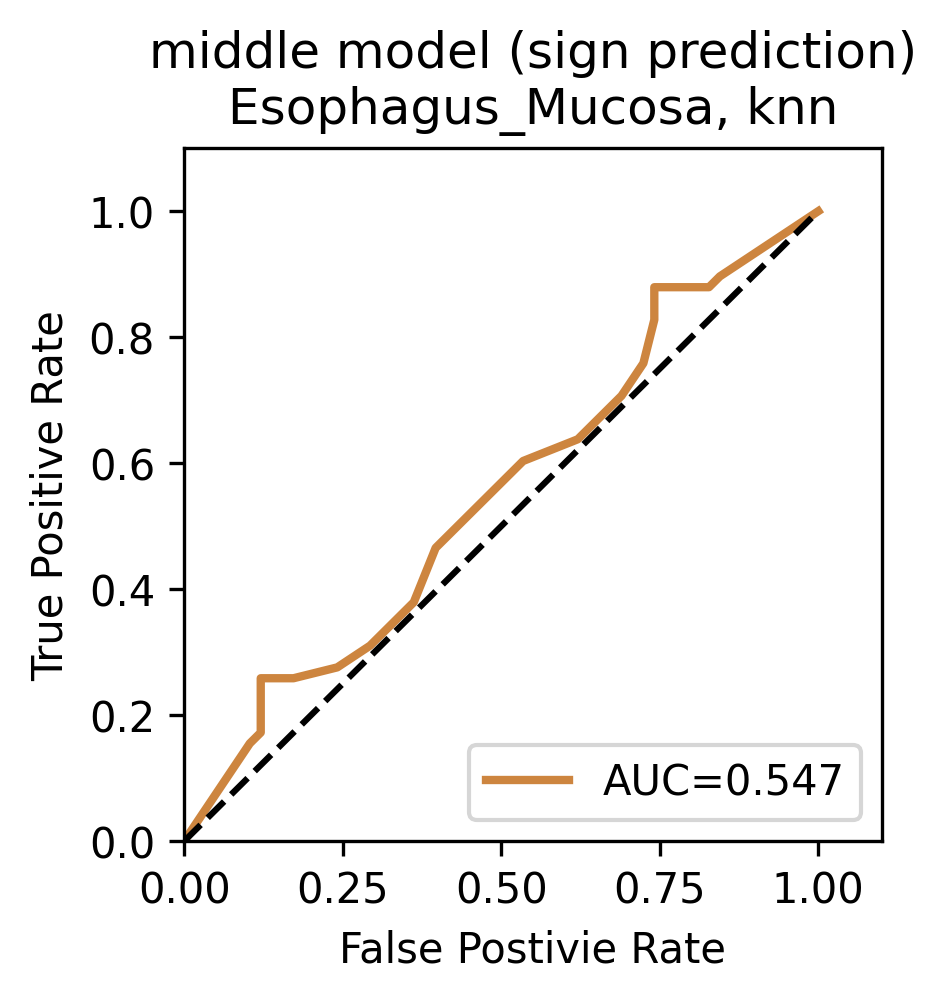 middle model (sign prediction)
Esophagus_Mucosa, knn
True Positive Rate
1.0
0.8
0.6
0.4
0.2
0.0
AUC=0.547
0.00 0.25 0.50 0.75 1.00
False Postivie Rate